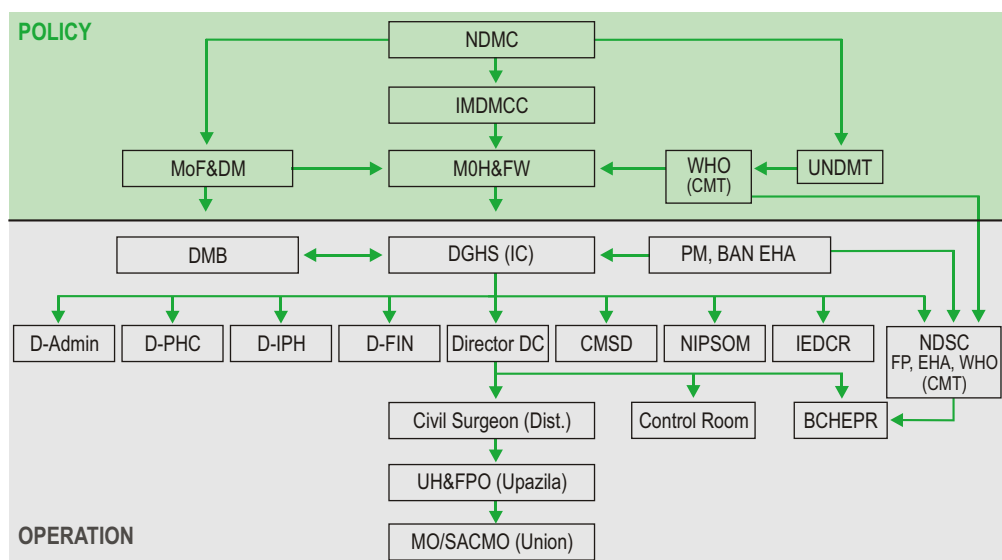 POLICY
NDMC
IMDMCC
MoF&DM
M0H&FW
WHO
(CMT)
UNDMT
DMB
DGHS (IC)
PM, BAN EHA
D-Admin
D-PHC
D-IPH
D-FIN
Director DC
CMSD
NIPSOM
IEDCR
NDSC
FP, EHA, WHO
(CMT)
Civil Surgeon (Dist.)
Control Room
BCHEPR
UH&FPO (Upazila)
OPERATION
MO/SACMO (Union)